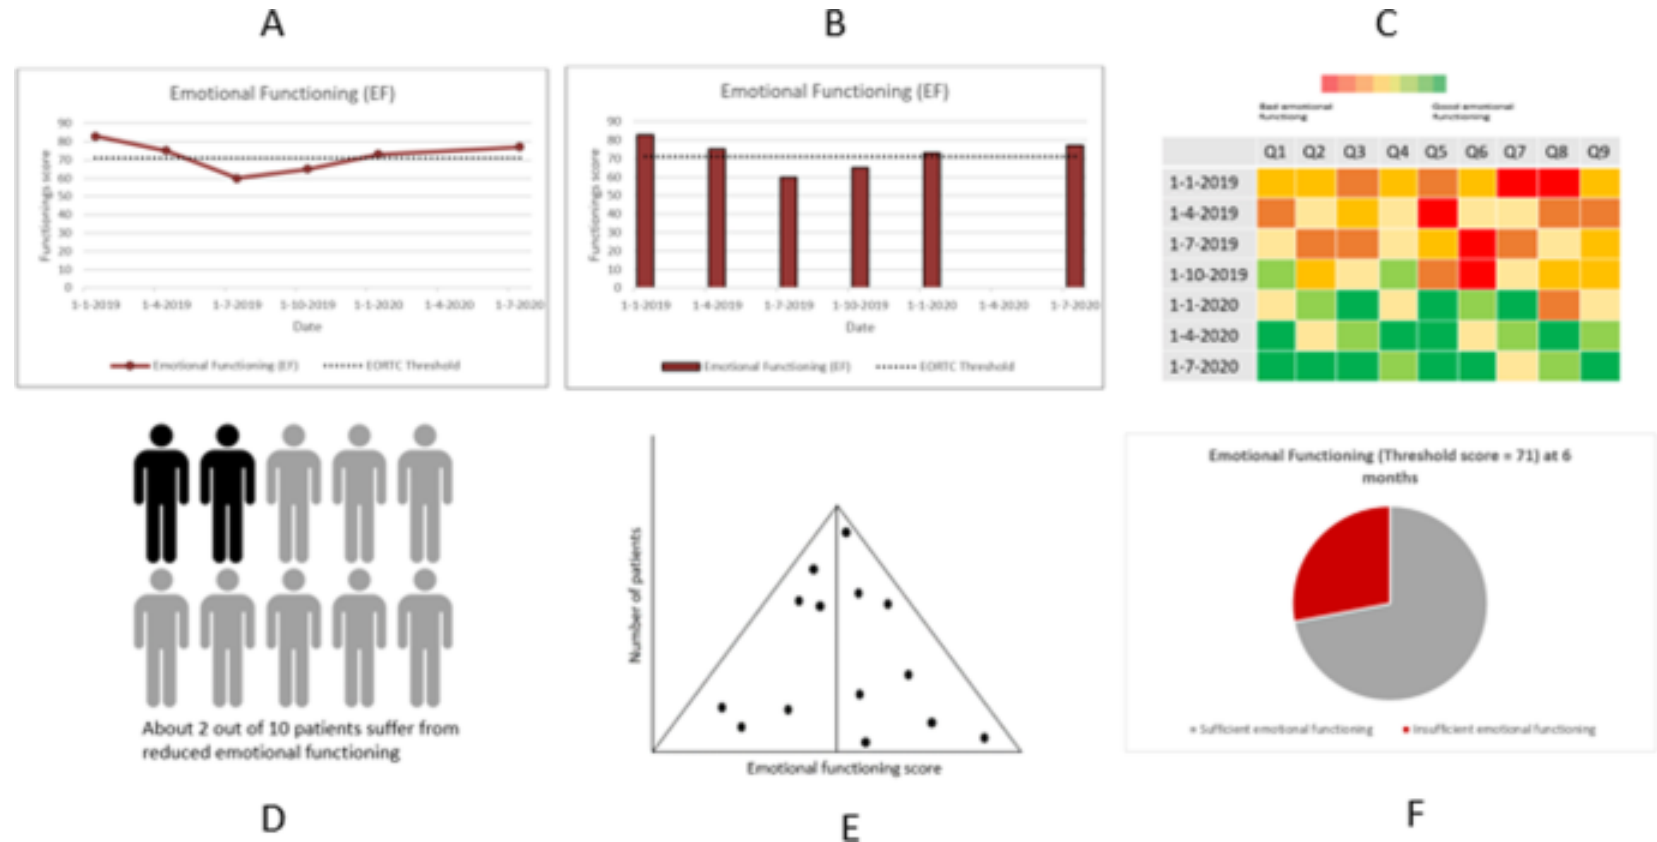 A
B
C
Emotional Functioning (EF)
Functionings score
90
80
70
60
50
40
30
20
10
0
1-1-2019
1-4-2019
1-7-2019
1-10-2019
1-1-2020
1-4-2020
1-7-2020
Date
Emotional Functioning (EF)
EORTC Threshold
Emotional Functioning (EF)
Functionings score
90
80
70
60
50
40
30
20
10
0
1-1-2019
1-4-2019
1-7-2019
1-10-2019
1-1-2020
1-4-2020
1-7-2020
Date
Emotional Functioning (EF)
EORTC Threshold
Bad emotional
functiong
Good emotional
functioning
Q1 Q2 Q3 Q4 Q5 Q6 Q7 Q8 Q9
1-1-2019
1-4-2019
1-7-2019
1-10-2019
1-1-2020
1-4-2020
1-7-2020
About 2 out of 10 patients suffer from
reduced emotional functioning
Number of patients
Emotional functioning score
Emotional Functioning (Threshold score = 71) at 6
months
Sufficient emotional functioning
Insufficient emotional functioning
D
E
F